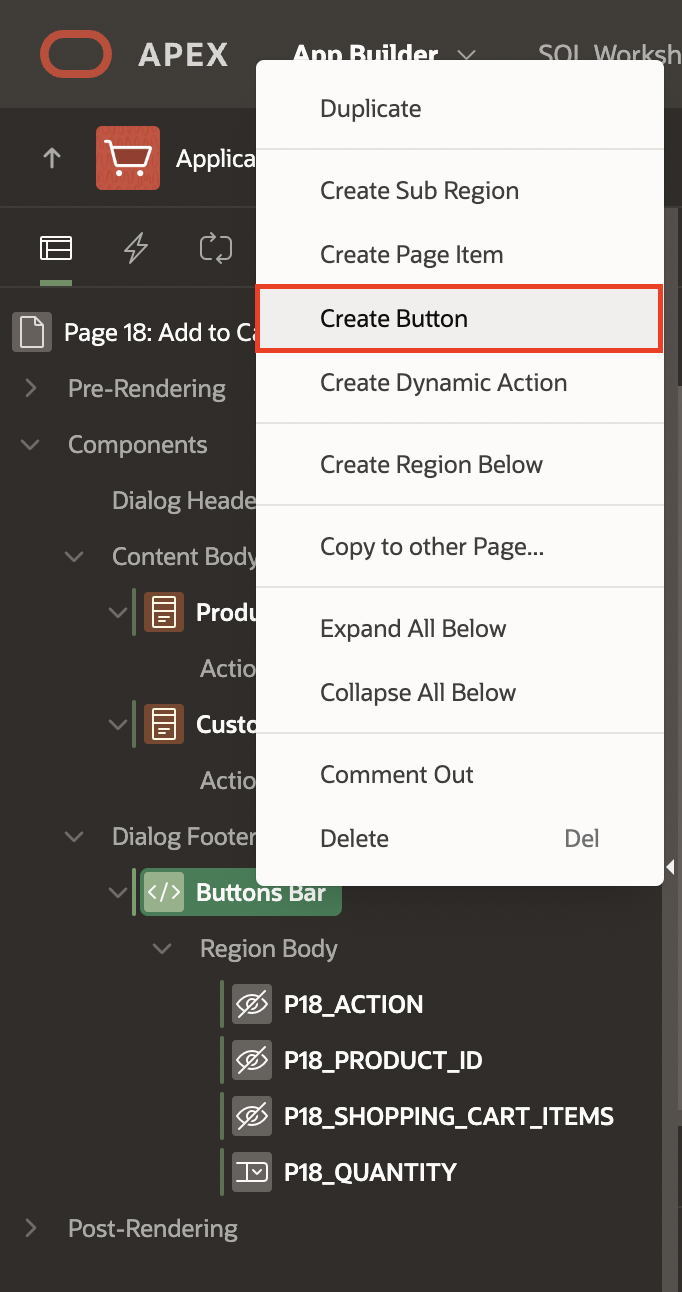 APEX
App Builder
SQL Worksh
Duplicate
Applica
Create Sub Region
Create Page Item
Create Button
Page 18: Add to Ca
Create Dynamic Action
Pre-Rendering
Components
Create Region Below
Dialog Heade
Copy to other Page...
Content Body
Produ
Expand All Below
Actio
Collapse All Below
Custo
Actio
Comment Out
Dialog Footer
Delete
Del
Buttons Bar
Region Body
P18_ACTION
P18_PRODUCT_ID
P18_SHOPPING_CART_ITEMS
P18_QUANTITY
Post-Rendering